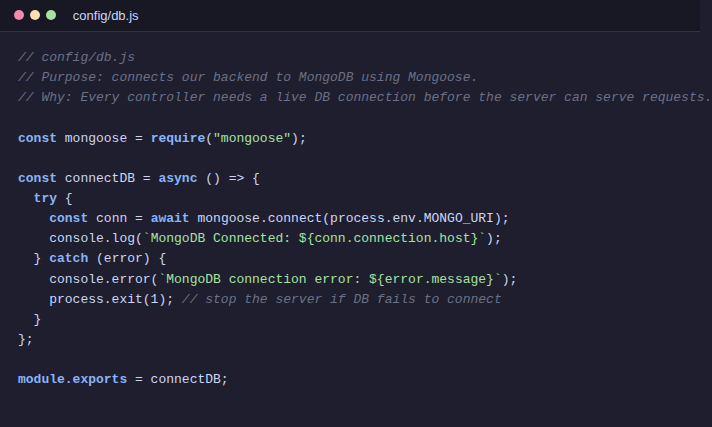 config/db.js
// config/db.js
// Purpose: connects our backend to MongoDB using Mongoose.
// Why: Every controller needs a live DB connection before the server can serve requests.
const mongoose = require("mongoose");
const connectDB = async () => {
  try {
    const conn = await mongoose.connect(process.env.MONGO_URI);
    console.log(`MongoDB Connected: ${conn.connection.host}`);
  } catch (error) {
    console.error(`MongoDB connection error: ${error.message}`);
    process.exit(1); // stop the server if DB fails to connect
  }
};
module.exports = connectDB;